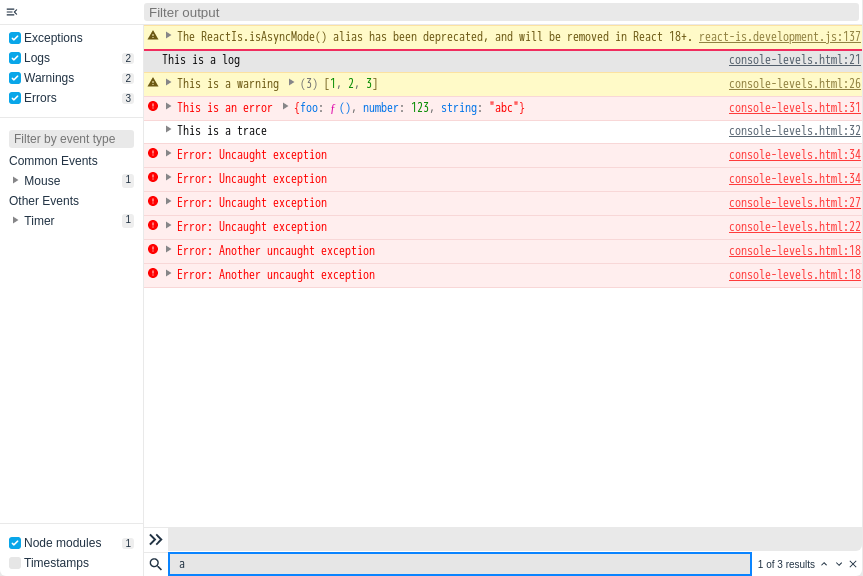 Filter output
Exceptions
Logs 2
Warnings 2
Errors 3
Filter by event type
Common Events
Mouse 1
Other Events
Timer 1
Node modules 1
Timestamps
The ReactIs.isAsyncMode() alias has been deprecated, and will be removed in React 18+. react-is.development.js:137
This is a log console-levels.html:21
This is a warning (3) [1, 2, 3] console-levels.html:26
This is an error {foo: ƒ (), number: 123, string: "abc"} console-levels.html:31
This is a trace console-levels.html:32
Error: Uncaught exception console-levels.html:34
Error: Uncaught exception console-levels.html:34
Error: Uncaught exception console-levels.html:27
Error: Uncaught exception console-levels.html:22
Error: Another uncaught exception console-levels.html:18
Error: Another uncaught exception console-levels.html:18
a 1 of 3 results